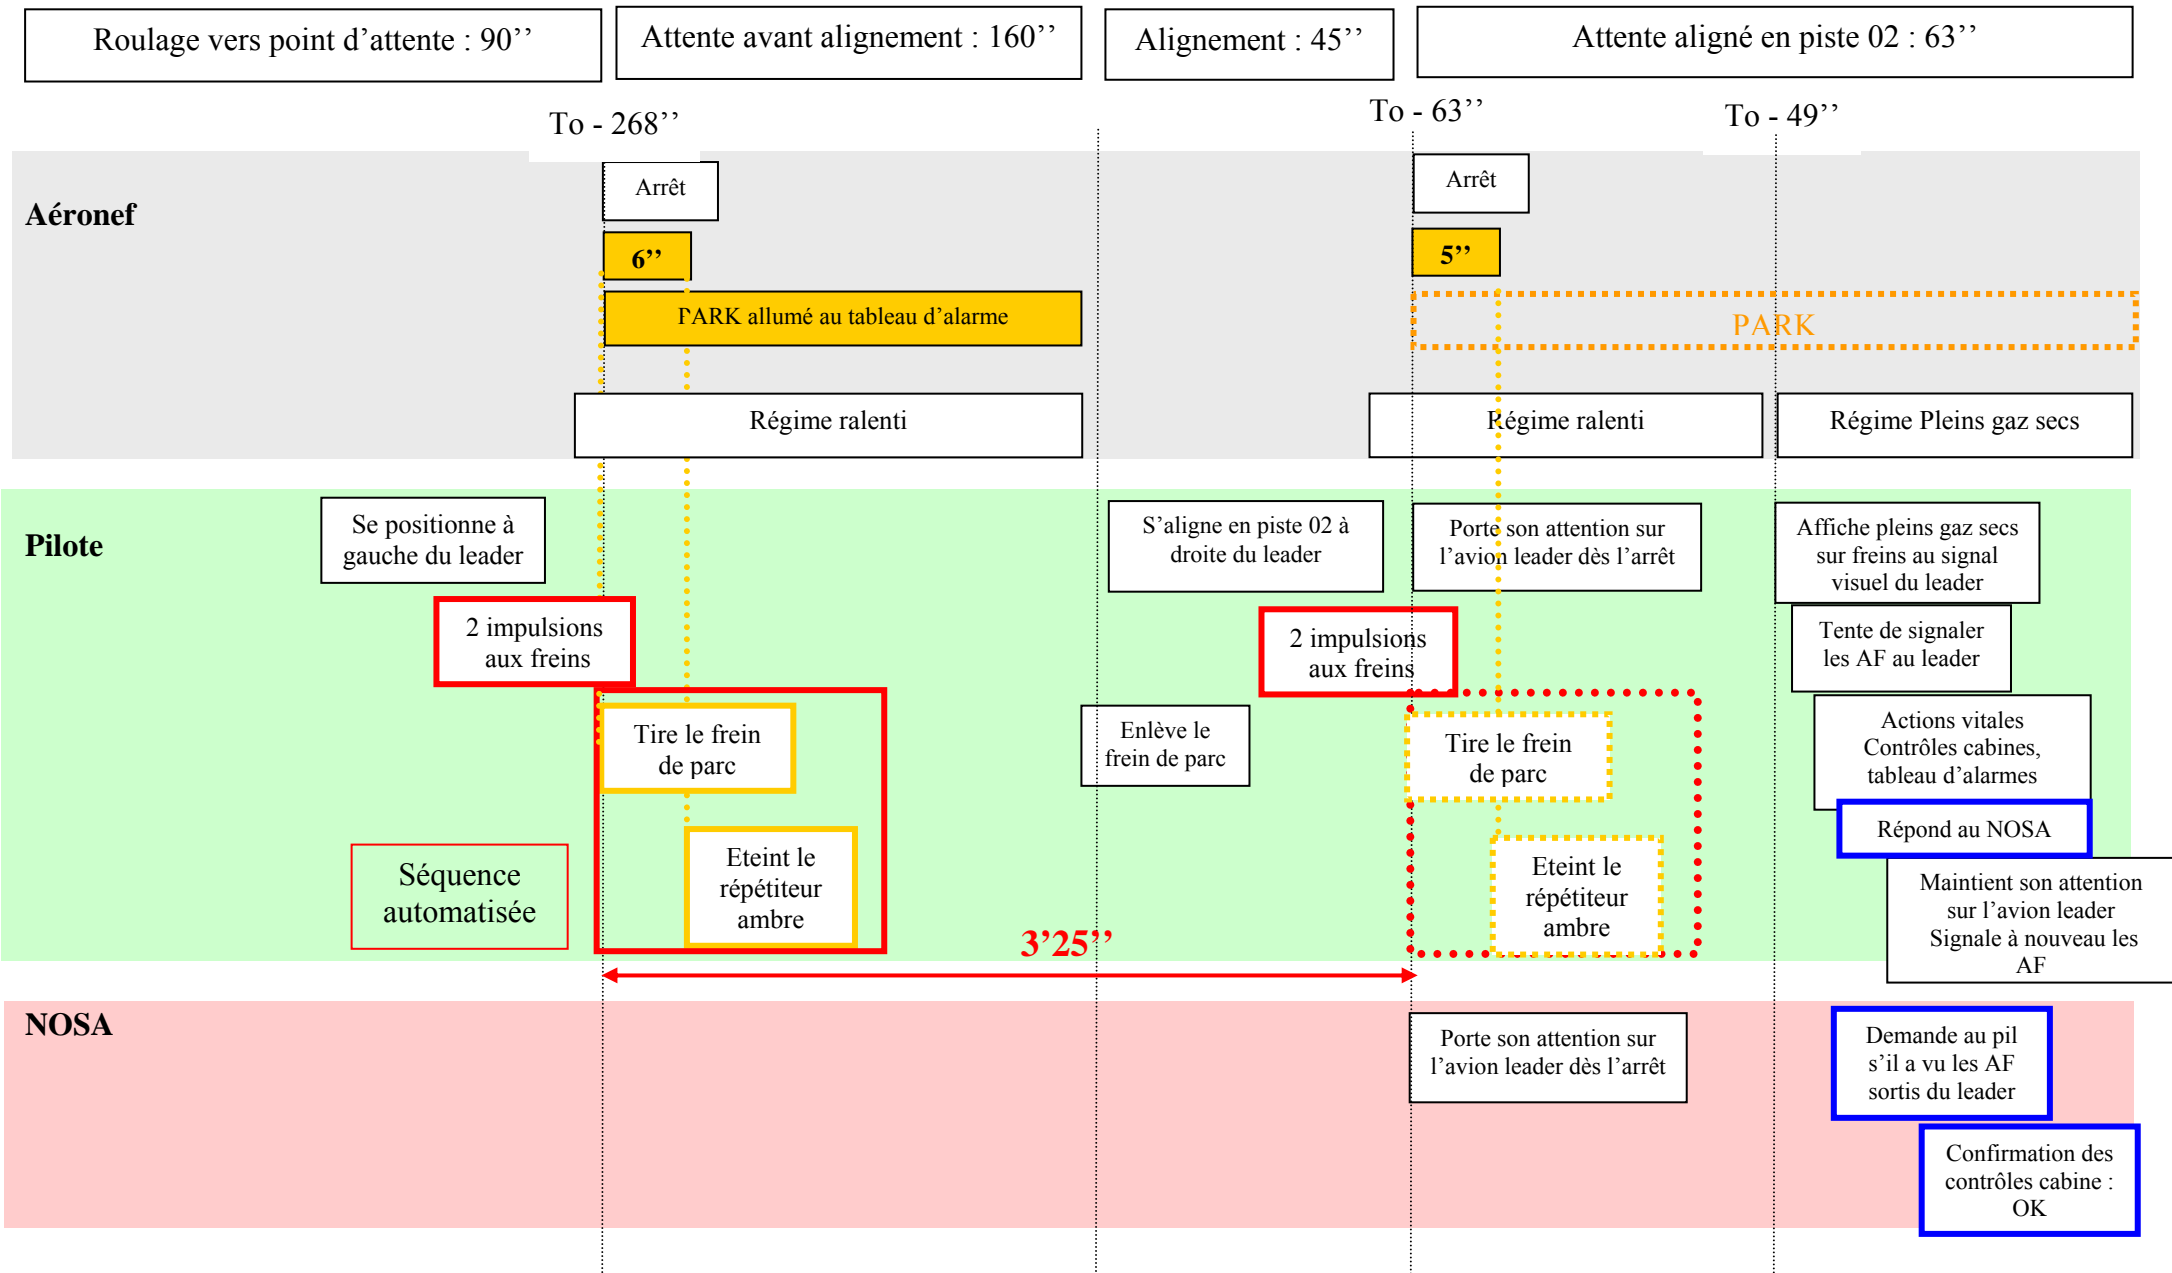 Roulage vers point d’attente : 90’’
Attente avant alignement : 160’’
Alignement : 45’’
Attente aligné en piste 02 : 63’’
To - 268’’
To - 63’’
To - 49’’
Aéronef
Arrêt
Arrêt
6’’
5’’
PARK allumé au tableau d’alarme
PARK
Régime ralenti
Régime ralenti
Régime Pleins gaz secs
Pilote
Se positionne à
gauche du leader
S’aligne en piste 02 à
droite du leader
Porte son attention sur
l’avion leader dès l’arrêt
Affiche pleins gaz secs
sur freins au signal
visuel du leader
2 impulsions
aux freins
2 impulsions
aux freins
Tente de signaler
les AF au leader
Tire le frein
de parc
Enlève le
frein de parc
Tire le frein
de parc
Actions vitales
Contrôles cabines,
tableau d’alarmes
Répond au NOSA
Séquence
automatisée
Eteint le
répétiteur
ambre
Eteint le
répétiteur
ambre
Maintient son attention
sur l’avion leader
Signale à nouveau les
AF
3’25’’
NOSA
Porte son attention sur
l’avion leader dès l’arrêt
Demande au pil
s’il a vu les AF
sortis du leader
Confirmation des
contrôles cabine :
OK